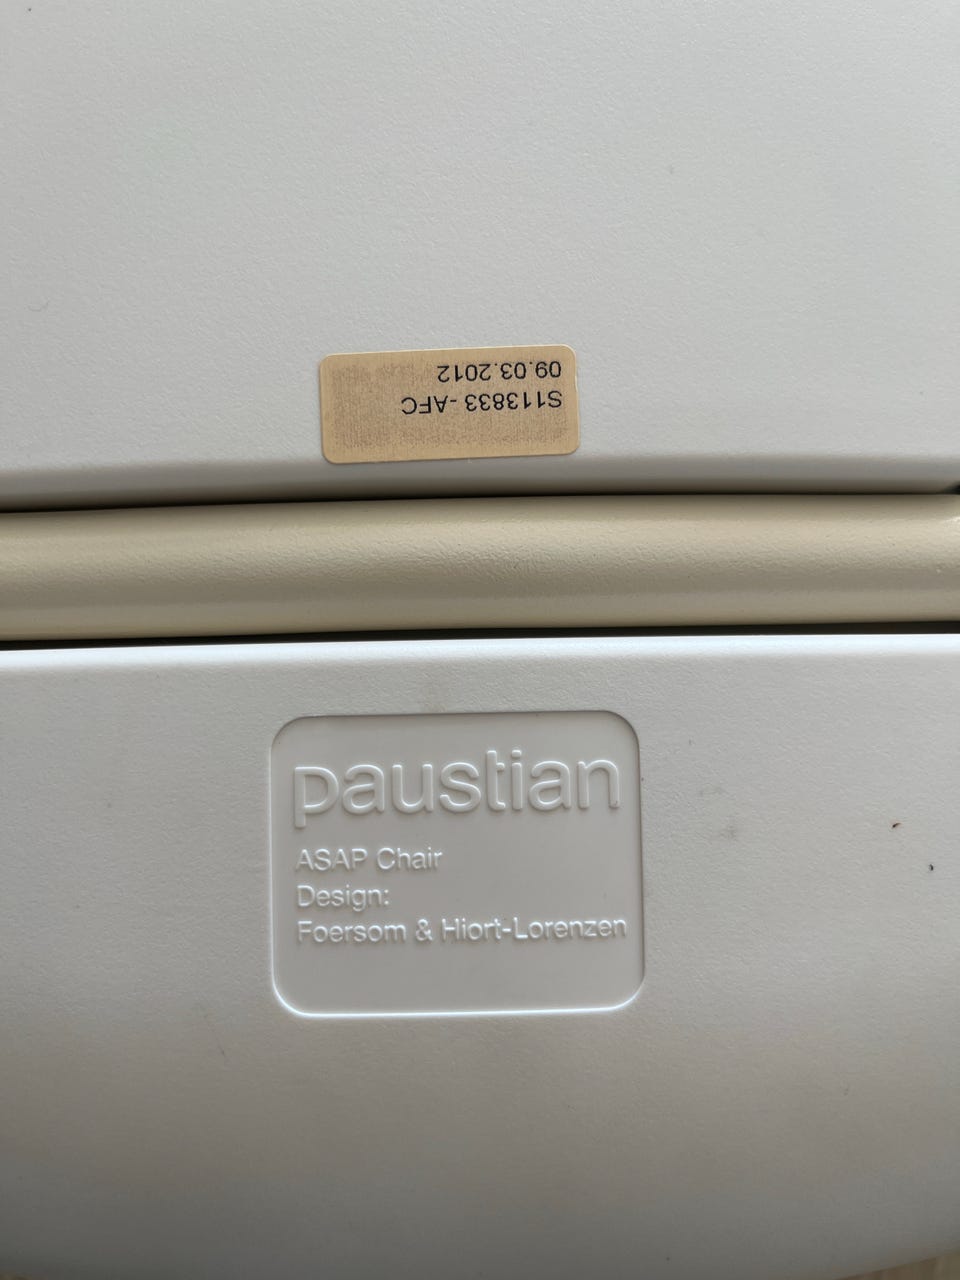 S113833 -AFC
09.03.2012
paustian
ASAP Chair
Design:
Foersom & Hiort-Lorenzen